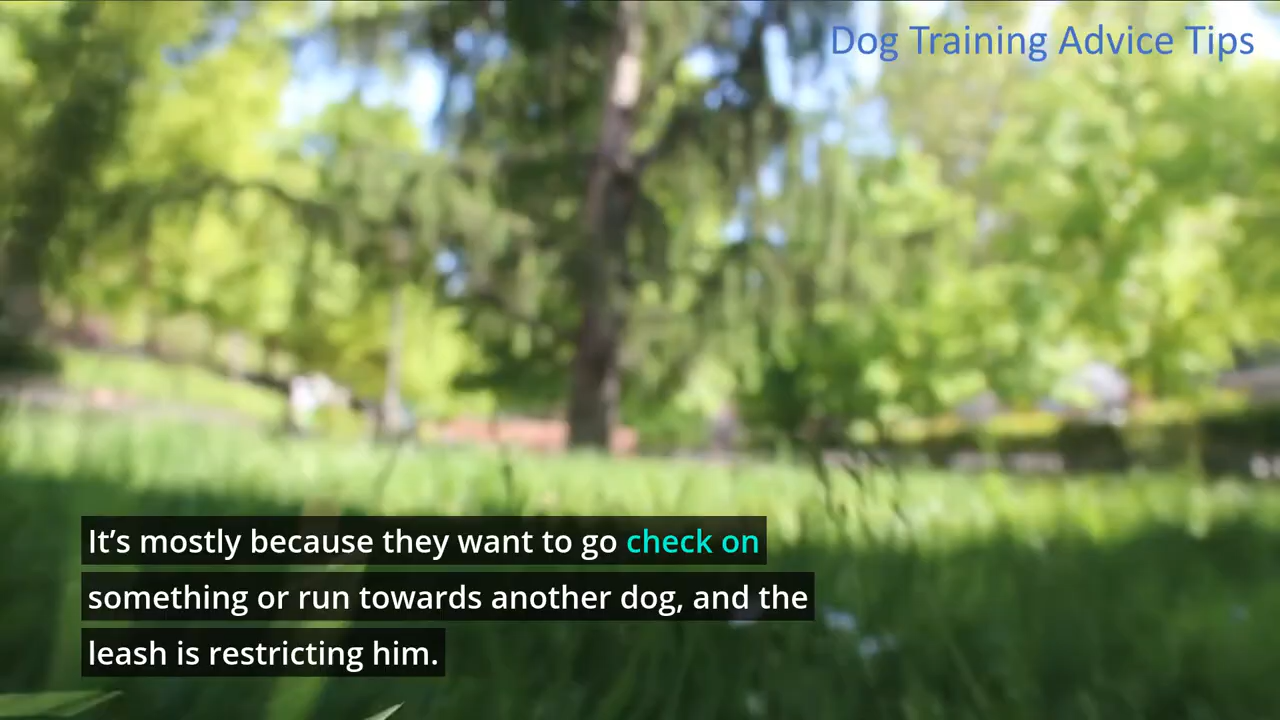 Dog Training Advice Tips
It’s mostly because they want to go check on
something or run towards another dog, and the
leash is restricting him.